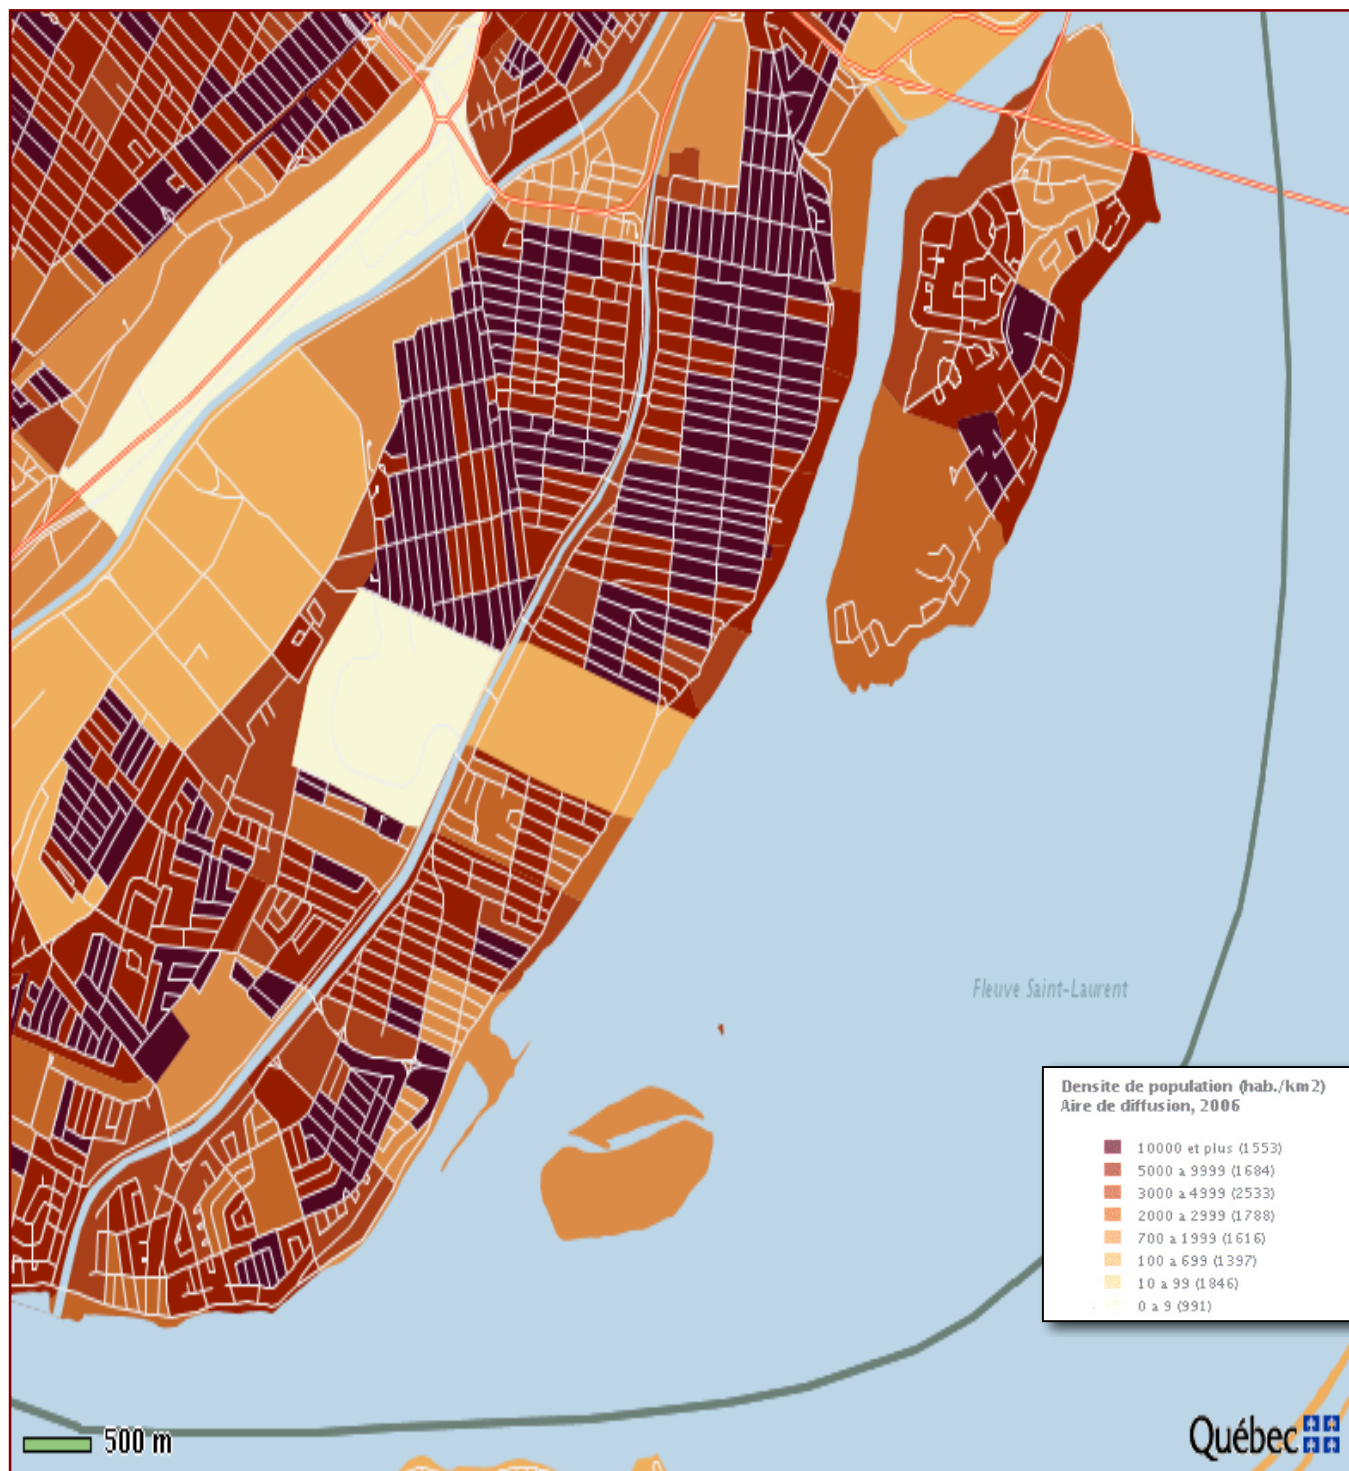 Fleuve Saint-Laurent
Densite de population (hab./km2)
Aire de diffusion, 2006
10000 et plus (1553)
5000 a 9999 (1684)
3000 a 4999 (2533)
2000 a 2999 (1788)
700 a 1999 (1616)
100 a 699 (1397)
10 a 99 (1846)
0 a 9 (991)
500 m
Québec